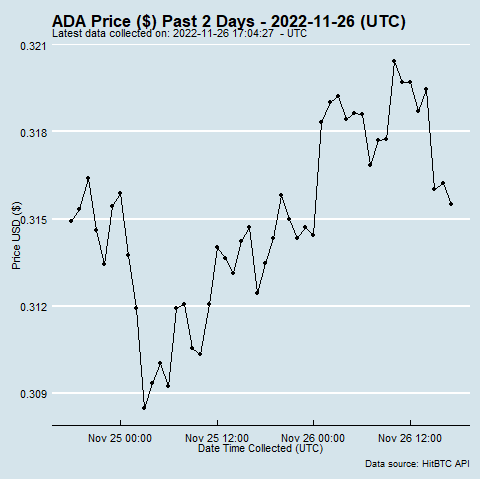 ADA Price ($) Past 2 Days - 2022-11-26 (UTC)
Latest data collected on: 2022-11-26 17:04:27 - UTC
0.321
0.318
0.315
0.312
0.309
Price USD ($)
Nov 25 00:00 Nov 25 12:00 Nov 26 00:00 Nov 26 12:00
Date Time Collected (UTC)
Data source: HitBTC API